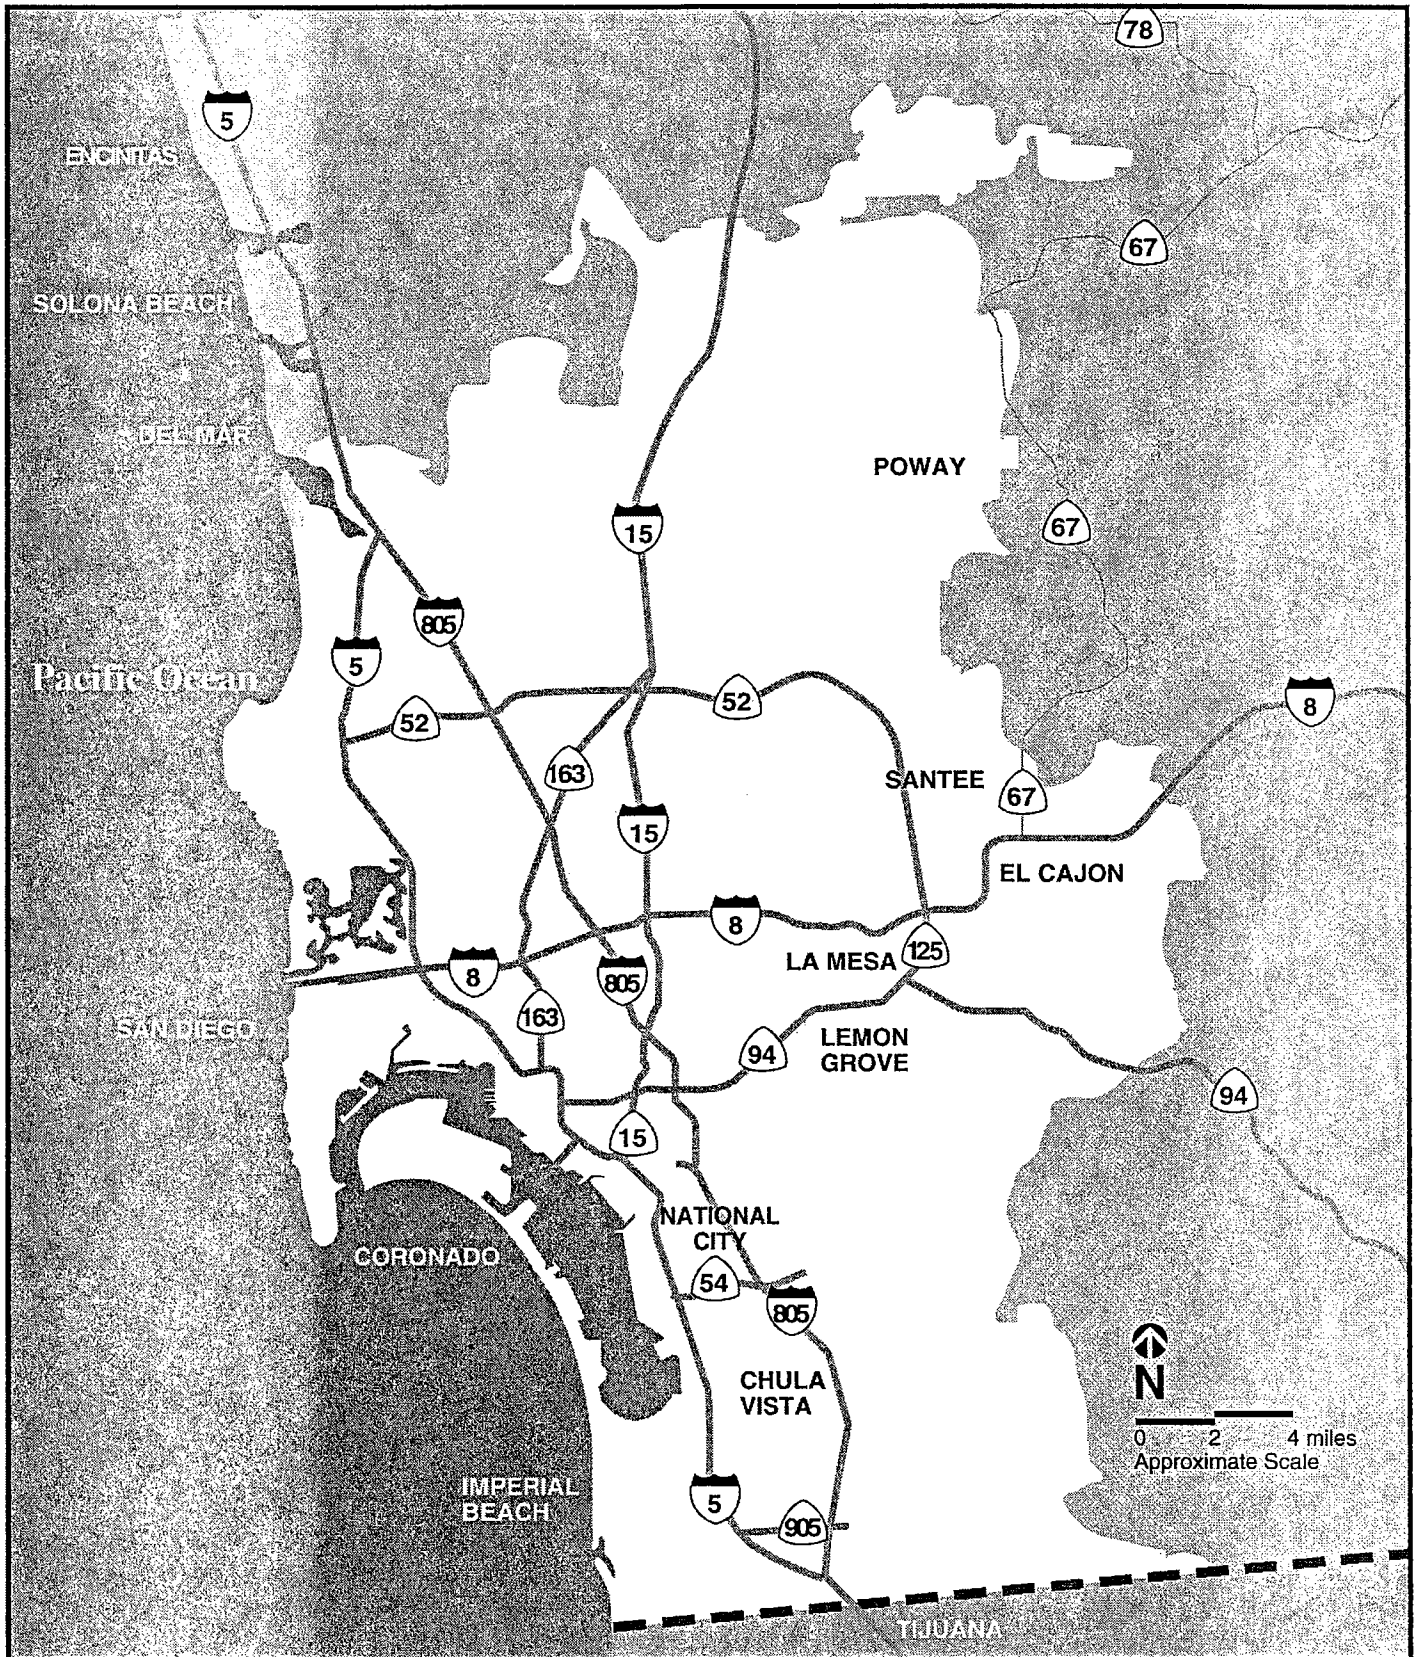 78
5
ENCINITAS
67
SOLONA BEACH
DEL MAR
POWAY
15
67
805
5
Pacific Ocean
52
52
8
163
SANTEE
67
15
EL CAJON
8
125
LA MESA
8
805
163
SAN DIEGO
LEMON
GROVE
94
94
15
NATIONAL
CITY
CORONADO
54
805
N
CHULA
VISTA
0 2 4 miles
Approximate Scale
IMPERIAL
BEACH
5
905
TIJUANA